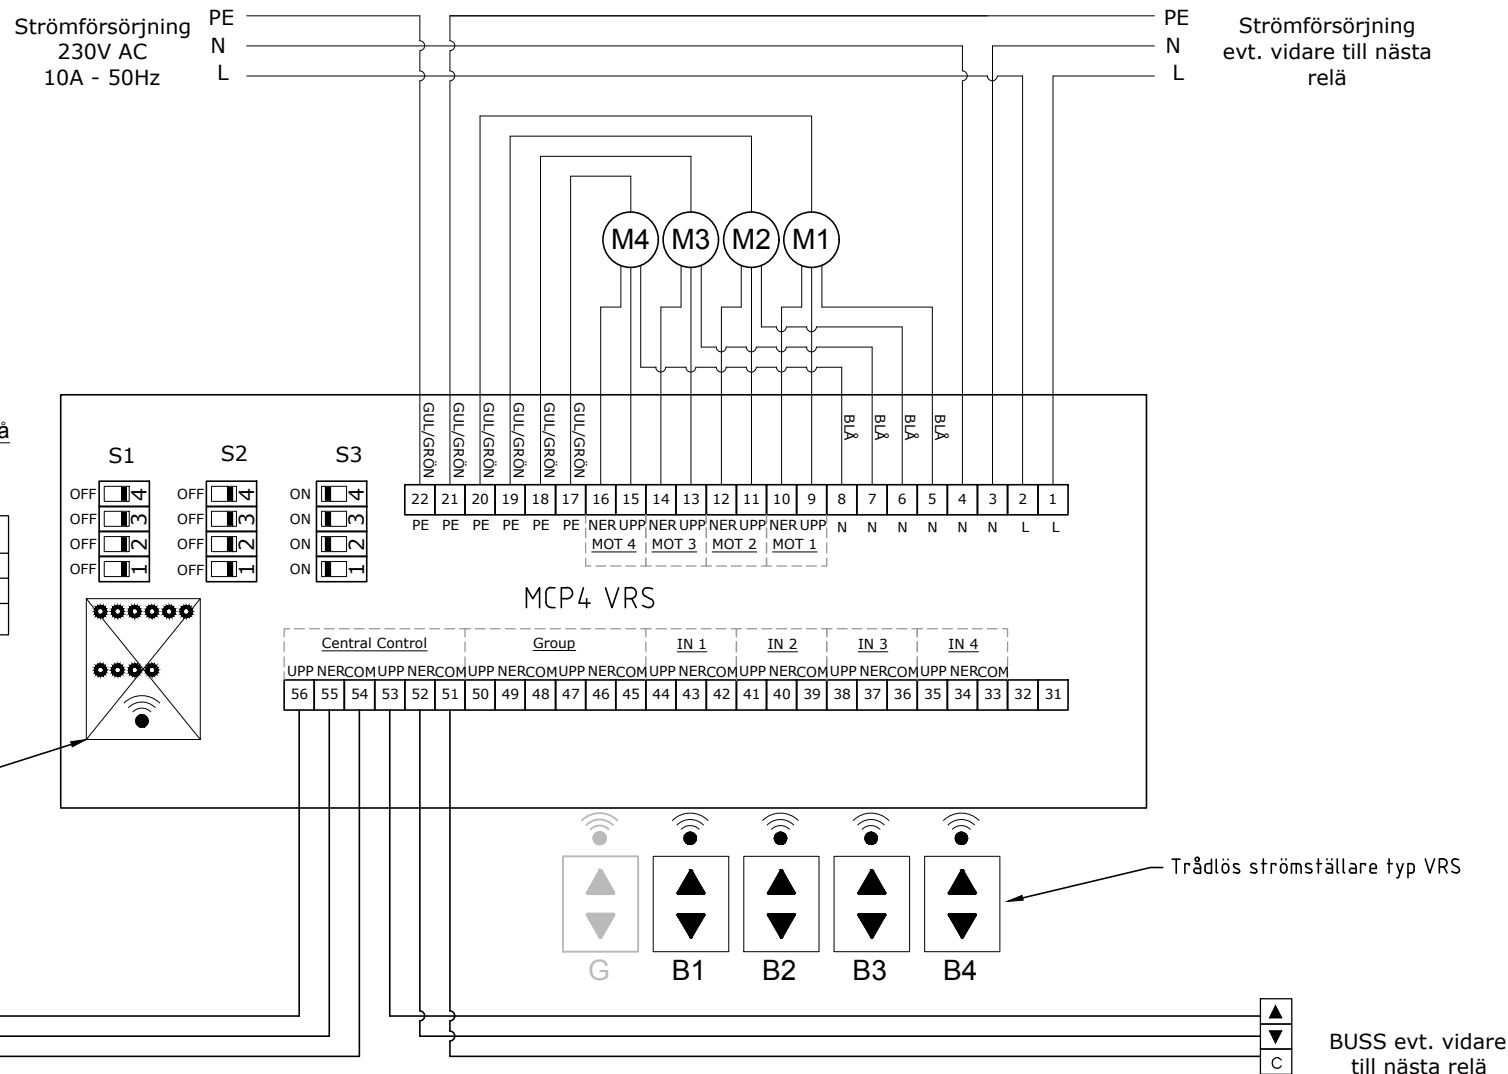 Strömförsörjning
230V AC
10A - 50Hz
PE
N
L
PE
N
L
Strömförsörjning
evt. vidare till nästa
relä
M4 M3 M2 M1
GUL/GRÖN GUL/GRÖN GUL/GRÖN GUL/GRÖN GUL/GRÖN GUL/GRÖN BLÅ BLÅ BLÅ BLÅ
å
S1 S2 S3
OFF 4 OFF 4 ON 4
OFF 3 OFF 3 ON 3
OFF 2 OFF 2 ON 2
OFF 1 OFF 1 ON 1
22 21 20 19 18 17 16 15 14 13 12 11 10 9 8 7 6 5 4 3 2 1
PE PE PE PE PE PE NER UPP NER UPP NER UPP NER UPP N N N N N N L L
MOT 4 MOT 3 MOT 2 MOT 1
MCP4 VRS
Central Control Group IN 1 IN 2 IN 3 IN 4
UPP NER COM UPP NER COM UPP NER COM UPP NER COM UPP NER COM UPP NER COM UPP NER COM UPP NER COM
56 55 54 53 52 51 50 49 48 47 46 45 44 43 42 41 40 39 38 37 36 35 34 33 32 31
Trådlös strömställare typ VRS
G B1 B2 B3 B4
C
BUSS evt. vidare
till nästa relä